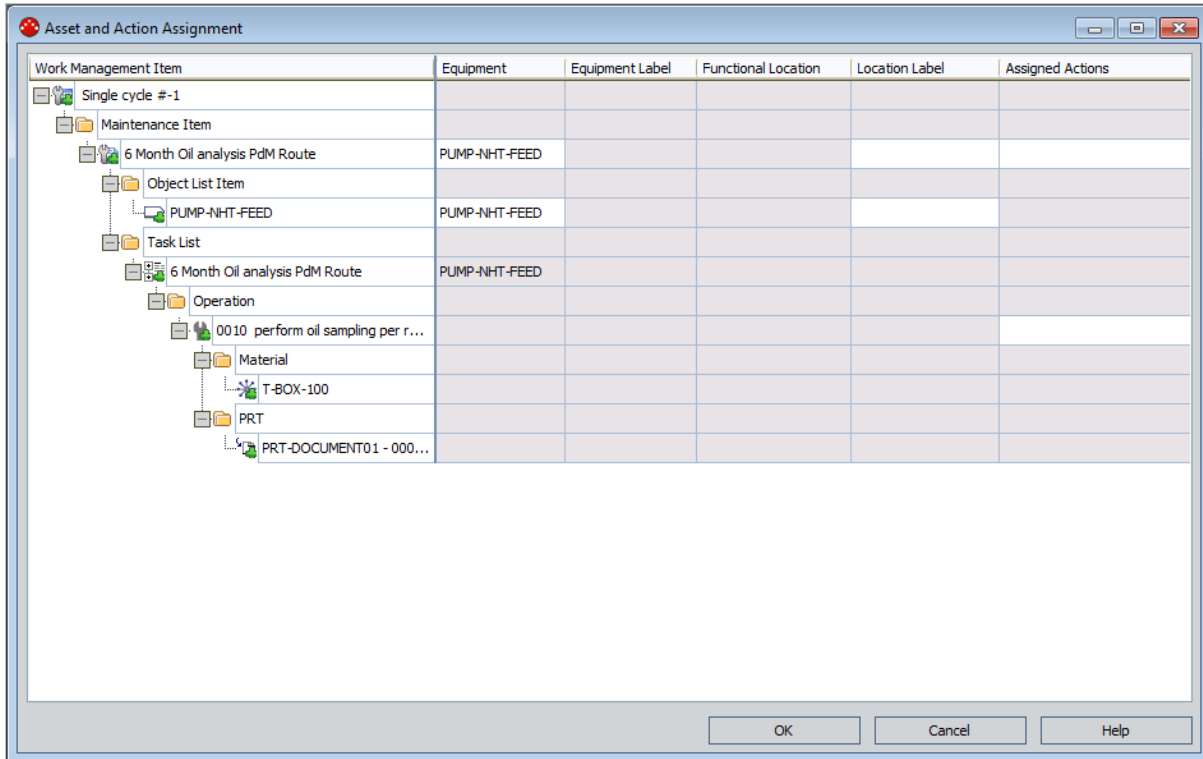 Asset and Action Assignment
Work Management Item Equipment Equipment Label Functional Location Location Label Assigned Actions
Single cycle #-1
Maintenance Item
6 Month Oil analysis PdM Route PUMP-NHT-FEED
Object List Item
PUMP-NHT-FEED PUMP-NHT-FEED
Task List
6 Month Oil analysis PdM Route PUMP-NHT-FEED
Operation
0010 perform oil sampling per r...
Material
T-BOX-100
PRT
PRT-DOCUMENT01 - 000...
OK Cancel Help